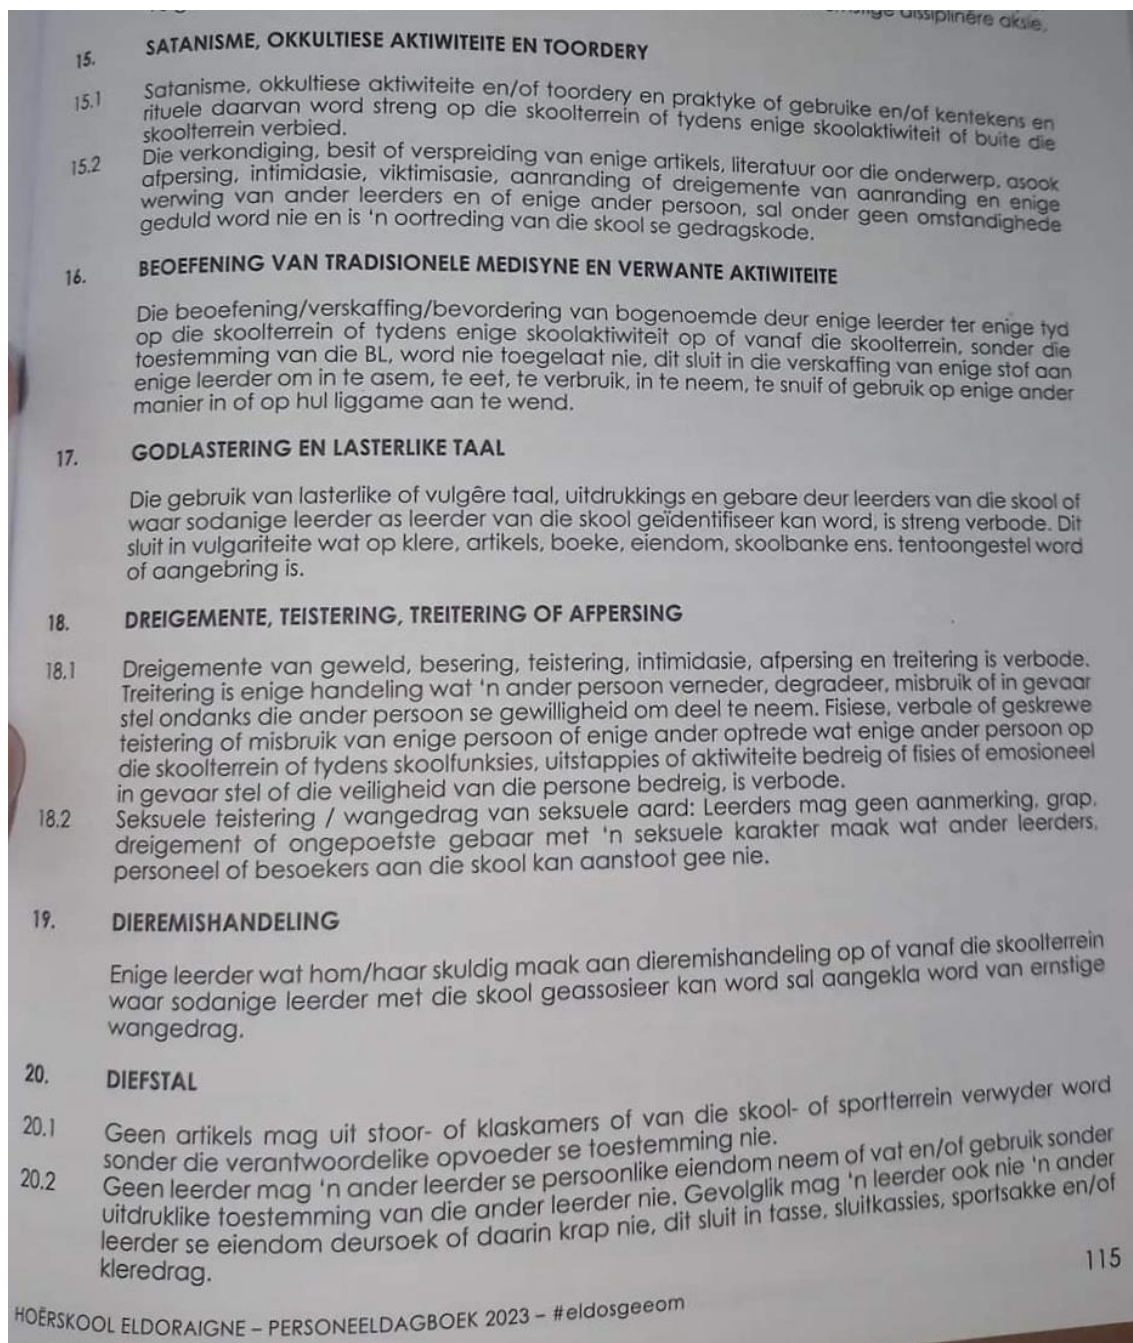 dissiplinêre aksie,
15. SATANISME, OKKULTIESE AKTIWITEITE EN TOORDERY
15.1 Satanisme, okkultiese aktiwiteite en/of toordery en praktyke of gebruike en/of kentekens en
rituele daarvan word streng op die skoolterrein of tydens enige skoolaktiwiteit of buite die
skoolterrein verbied.
15.2 Die verkondiging, besit of verspreiding van enige artikels, literatuur oor die onderwerp, asook
afpersing, intimidasie, viktimisasie, aanranding of dreigemente van aanranding en enige
werwing van ander leerders en of enige ander persoon, sal onder geen omstandighede
geduld word nie en is 'n oortreding van die skool se gedragskode.
16. BEOEFENING VAN TRADISIONELE MEDISYNE EN VERWANTE AKTIWITEITE
Die beoefening/verskaffing/bevordering van bogenoemde deur enige leerder ter enige tyd
op die skoolterrein of tydens enige skoolaktiwiteit op of vanaf die skoolterrein, sonder die
toestemming van die BL, word nie toegelaat nie, dit sluit in die verskaffing van enige stof aan
enige leerder om in te asem, te eet, te verbruik, in te neem, te snuif of gebruik op enige ander
manier in of op hul liggame aan te wend.
17. GODLASTERING EN LASTERLIKE TAAL
Die gebruik van lasterlike of vulgêre taal, uitdrukkings en gebare deur leerders van die skool of
waar sodanige leerder as leerder van die skool geïdentifiseer kan word, is streng verbode. Dit
sluit in vulgariteite wat op klere, artikels, boeke, eiendom, skoolbanke ens. tentoongestel word
of aangebring is.
18. DREIGEMENTE, TEISTERING, TREITERING OF AFPERSING
18.1 Dreigemente van geweld, besering, teistering, intimidasie, afpersing en treitering is verbode.
Treitering is enige handeling wat 'n ander persoon verneder, degradeer, misbruik of in gevaar
stel ondanks die ander persoon se gewilligheid om deel te neem. Fisiese, verbale of geskrewe
teistering of misbruik van enige persoon of enige ander optrede wat enige ander persoon op
die skoolterrein of tydens skoolfunksies, uitstappies of aktiwiteite bedreig of fisies of emosioneel
in gevaar stel of die veiligheid van die persone bedreig, is verbode.
18.2 Seksuele teistering / wangedrag van seksuele aard: Leerders mag geen aanmerking, grap,
dreigement of ongepoetste gebaar met 'n seksuele karakter maak wat ander leerders,
personeel of besoekers aan die skool kan aanstoot gee nie.
19. DIEREMISHANDELING
Enige leerder wat hom/haar skuldig maak aan dieremishandeling op of vanaf die skoolterrein
waar sodanige leerder met die skool geassosieer kan word sal aangekla word van ernstige
wangedrag.
20. DIEFSTAL
20.1 Geen artikels mag uit stoor- of klaskamers of van die skool- of sportterrein verwyder word
sonder die verantwoordelike opvoeder se toestemming nie.
20.2 Geen leerder mag 'n ander leerder se persoonlike eiendom neem of vat en/of gebruik sonder
uitdruklike toestemming van die ander leerder nie. Gevolglik mag 'n leerder ook nie 'n ander
leerder se eiendom deursoek of daarin krap nie, dit sluit in tasse, sluitkassies, sportsakke en/of
kleredrag.
115
HOËRSKOOL ELDORAIGNE – PERSONEELDAGBOEK 2023 – #eldosgeeom